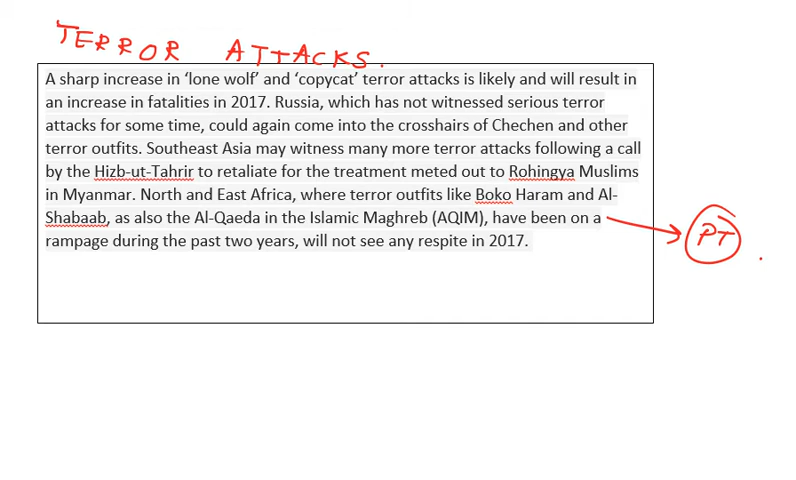 TERROR ATTACKS.
A sharp increase in ‘lone wolf’ and ‘copycat’ terror attacks is likely and will result in
an increase in fatalities in 2017. Russia, which has not witnessed serious terror
attacks for some time, could again come into the crosshairs of Chechen and other
terror outfits. Southeast Asia may witness many more terror attacks following a call
by the Hizb-ut-Tahrir to retaliate for the treatment meted out to Rohingya Muslims
in Myanmar. North and East Africa, where terror outfits like Boko Haram and Al-
Shabaab, as also the Al-Qaeda in the Islamic Maghreb (AQIM), have been on a
rampage during the past two years, will not see any respite in 2017.
PT